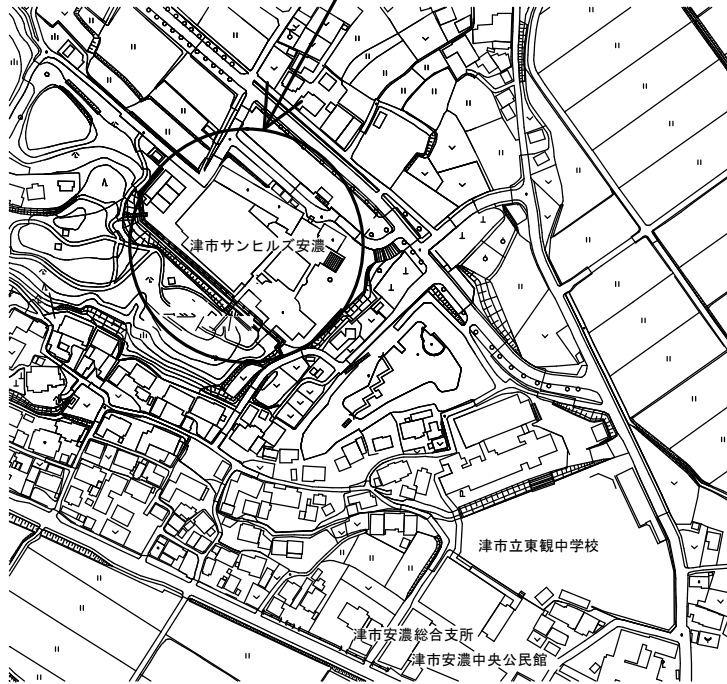 津市サンヒルズ安濃
津市立東観中学校
津市安濃総合支所
津市安濃中央公民館